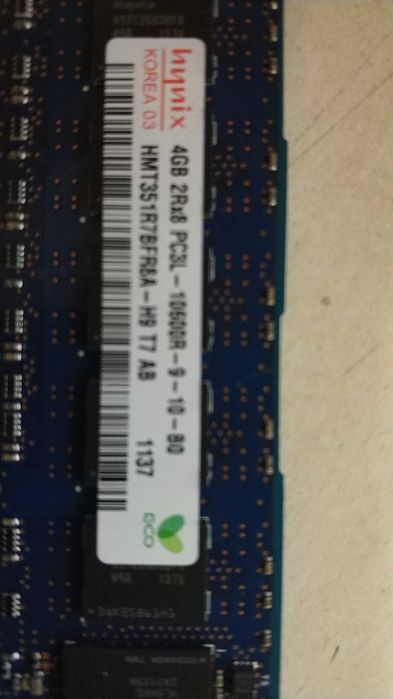 hynix
KOREA 03
4GB 2Rx8 PC3L-10600R-9-10-B0
HMT351R7BFR8A-H9 T7 AB 1137
eco